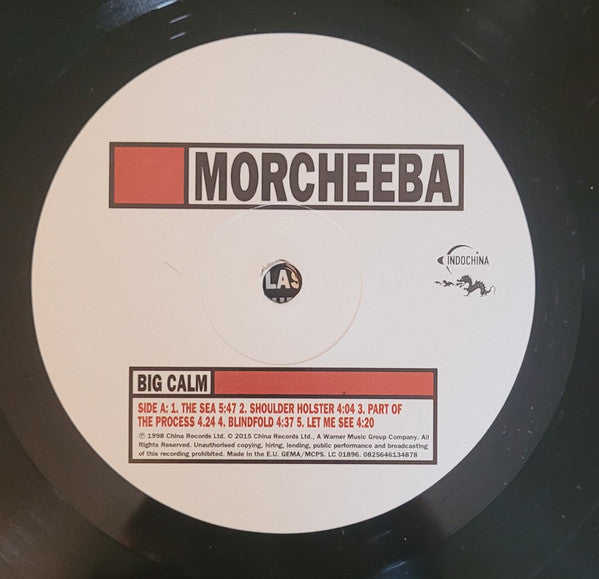 MORCHEEBA
INDOCHINA
LAS
BIG CALM
SIDE A: 1. THE SEA 5:47 2. SHOULDER HOLSTER 4:04 3. PART OF
THE PROCESS 4.24 4. BLINDFOLD 4:37 5. LET ME SEE 4:20
℗ 1998 China Records Ltd. © 2015 China Records Ltd., A Warner Music Group Company. All
Rights Reserved. Unauthorised copying, hiring, lending, public performance and broadcasting
of this recording prohibited. Made in the E.U. GEMA/MCPS. LC 01896. 0825646134878